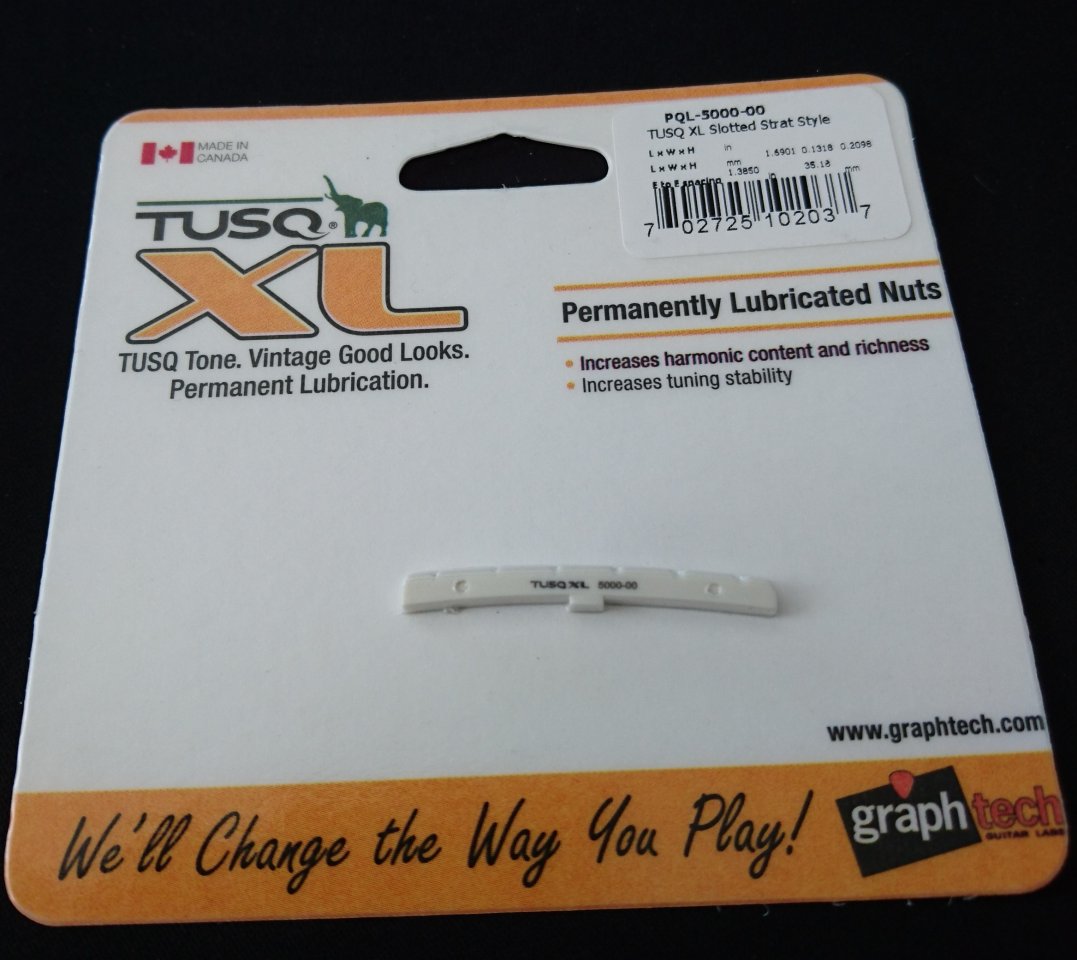 PQL-5000-00
TUSQ XL Slotted Strat Style
L x W x H in 1.6901 0.1318 0.2098
L x W x H mm
E to E spacing 1.3850 in 35.18 mm
7 02725 10203 7
MADE IN
CANADA
TUSQ®
XL
TUSQ Tone. Vintage Good Looks.
Permanent Lubrication.
Permanently Lubricated Nuts
• Increases harmonic content and richness
• Increases tuning stability
TUSQ XL 5000-00
www.graphtech.com
We'll Change the Way You Play!
graphtech
GUITAR LABS